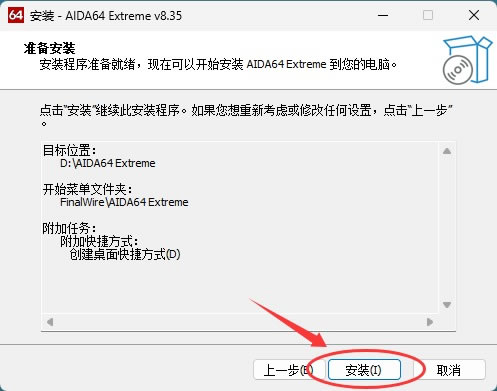 64 安装 - AIDA64 Extreme v8.35
准备安装
安装程序准备就绪，现在可以开始安装 AIDA64 Extreme 到您的电脑。
点击“安装”继续此安装程序。如果您想重新考虑或修改任何设置，点击“上一步”
。
目标位置：
D:\AIDA64 Extreme
开始菜单文件夹：
FinalWire\AIDA64 Extreme
附加任务：
附加快捷方式：
创建桌面快捷方式(D)
上一步(B) 安装(I) 取消